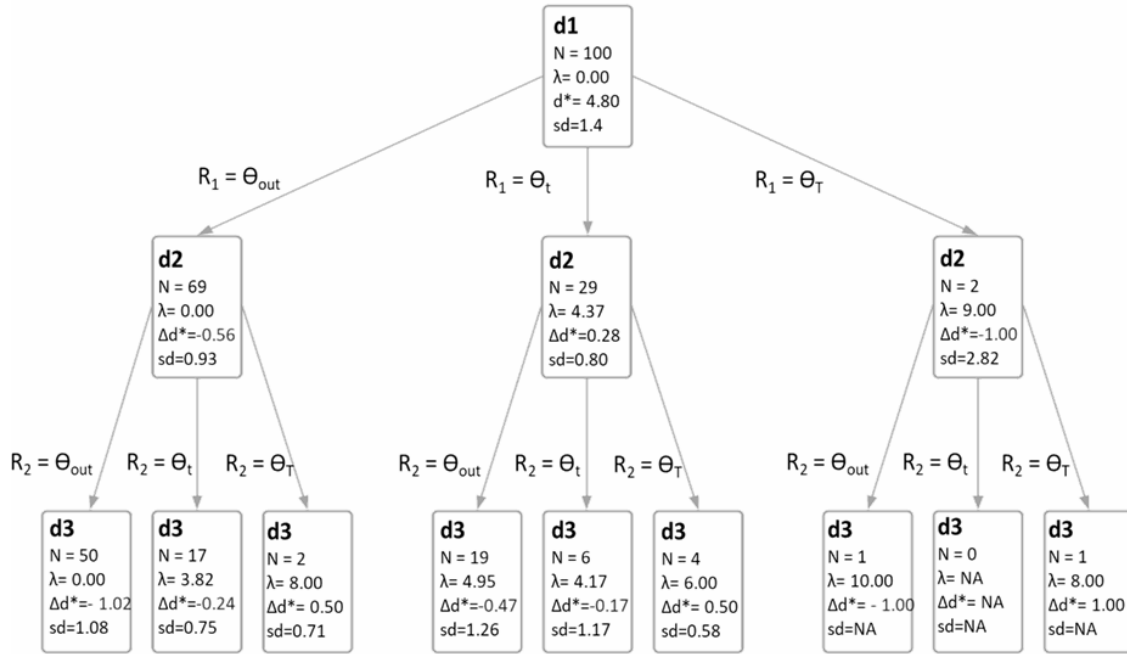 d1
N = 100
λ= 0.00
d*= 4.80
sd=1.4
R₁ = Θout
R₁ = Θt
R₁ = ΘT
d2
N = 69
λ= 0.00
Δd*=-0.56
sd=0.93
d2
N = 29
λ= 4.37
Δd*=0.28
sd=0.80
d2
N = 2
λ= 9.00
Δd*=-1.00
sd=2.82
R₂ = Θout
R₂ = Θt
R₂ = ΘT
R₂ = Θout
R₂ = Θt
R₂ = ΘT
R₂ = Θout
R₂ = Θt
R₂ = ΘT
d3
N = 50
λ= 0.00
Δd*=- 1.02
sd=1.08
d3
N = 17
λ= 3.82
Δd*=-0.24
sd=0.75
d3
N = 2
λ= 8.00
Δd*= 0.50
sd=0.71
d3
N = 19
λ= 4.95
Δd*=-0.47
sd=1.26
d3
N = 6
λ= 4.17
Δd*=-0.17
sd=1.17
d3
N = 4
λ= 6.00
Δd*= 0.50
sd=0.58
d3
N = 1
λ= 10.00
Δd*= - 1.00
sd=NA
d3
N = 0
λ= NA
Δd*= NA
sd=NA
d3
N = 1
λ= 8.00
Δd*= 1.00
sd=NA